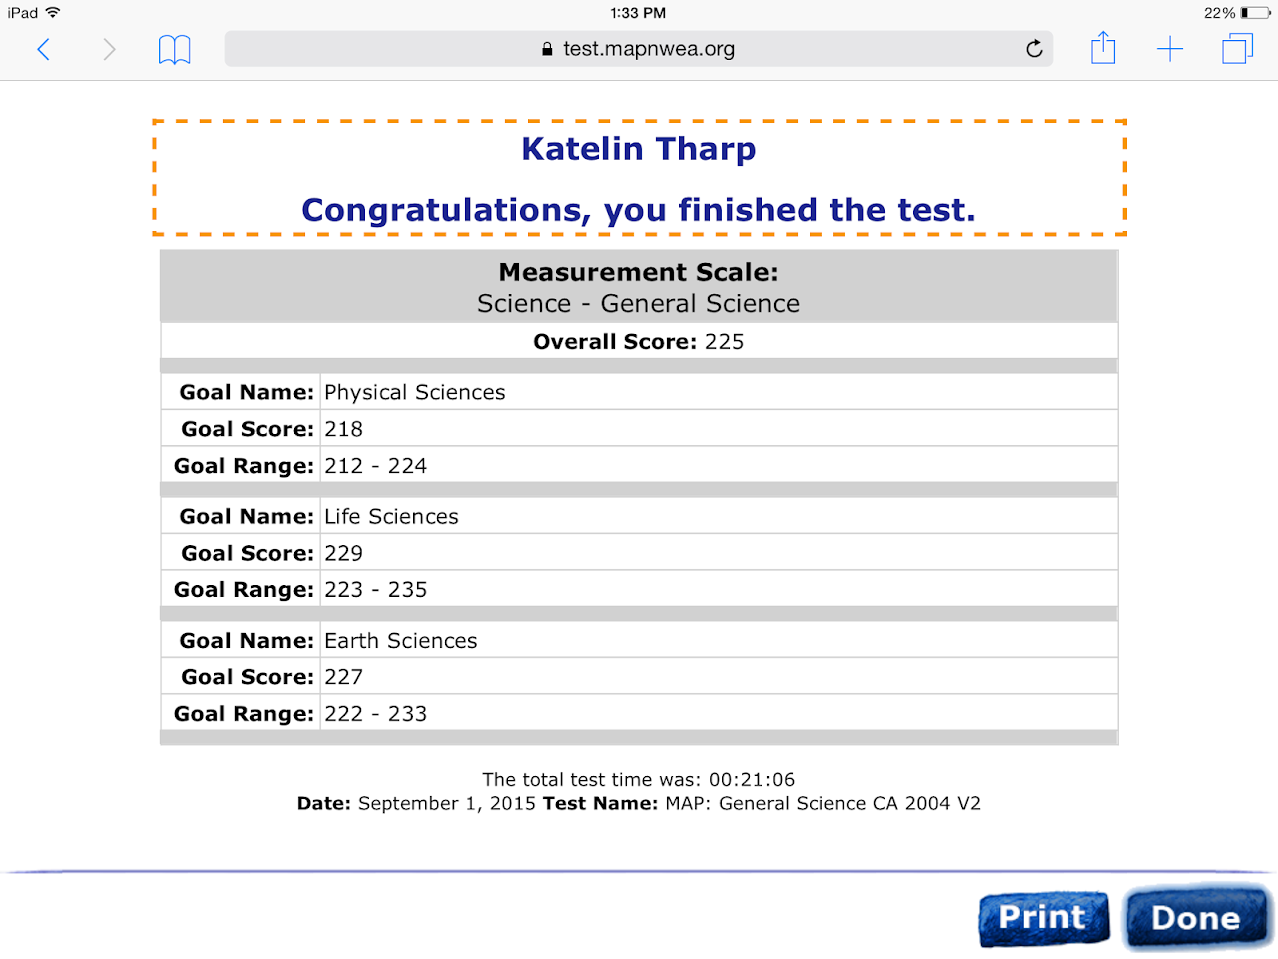 iPad 1:33 PM 22%
test.mapnwea.org
Katelin Tharp
Congratulations, you finished the test.
Measurement Scale:
Science - General Science
Overall Score: 225
Goal Name: Physical Sciences
Goal Score: 218
Goal Range: 212 - 224
Goal Name: Life Sciences
Goal Score: 229
Goal Range: 223 - 235
Goal Name: Earth Sciences
Goal Score: 227
Goal Range: 222 - 233
The total test time was: 00:21:06
Date: September 1, 2015 Test Name: MAP: General Science CA 2004 V2
Print Done